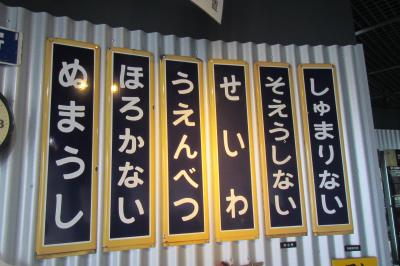 ぬまうし
ほろかない
うえんべつ
せいわ
そえうしない
しゅまりない